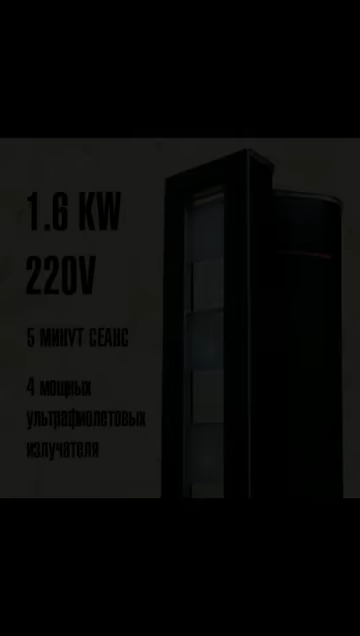 1.6 KW
220V
5 МИНУТ СЕАНС
4 мощных
ультрафиолетовых
излучателя